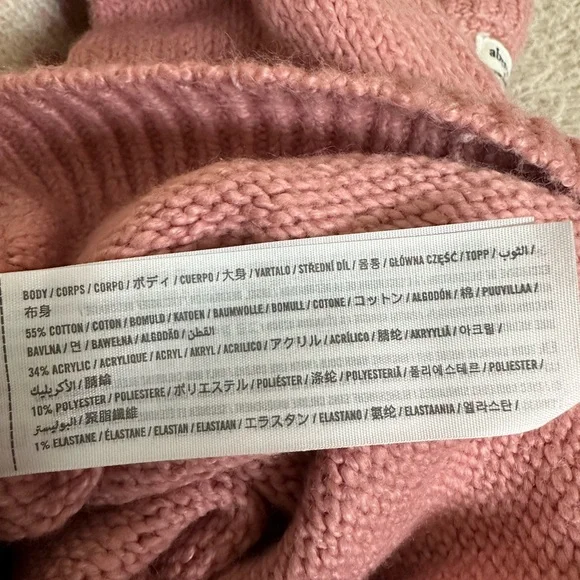 BODY / CORPS / CORPO / ボディ / CUERPO / 大身 / VARTALO / STŘEDNÍ DÍL / 몸통 / GŁÓWNA CZĘŚĆ / TOPP / الثوب /
布身
55% COTTON / COTON / BOMULD / KATOEN / BAUMWOLLE / BOMULL / COTONE / コットン / ALGODÓN / 棉 / PUUVILLAA /
BAVLNA / 면 / BAWEŁNA / ALGODÃO / القطن
34% ACRYLIC / ACRYLIQUE / ACRYL / AKRYL / ACRILICO / アクリル / ACRÍLICO / 腈纶 / AKRYYLIÄ / 아크릴 /
الأكريليك / 腈綸
10% POLYESTER / POLIESTERE / ポリエステル / POLIÉSTER / 涤纶 / POLYESTERIÄ / 폴리에스테르 / POLIESTER /
البوليستر / 聚脂纖維
1% ELASTANE / ÉLASTANE / ELASTAN / ELASTAAN / エラスタン / ELASTANO / 氨纶 / ELASTAANIA / 엘라스탄 /